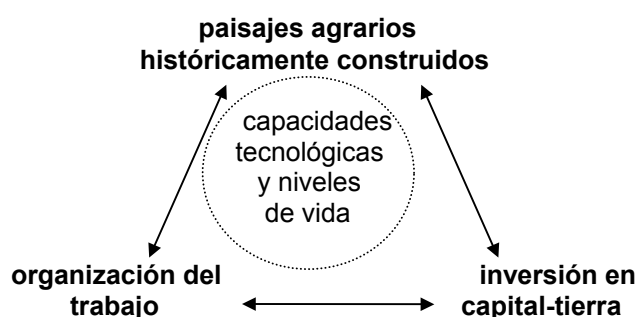 paisajes agrarios
históricamente construidos
capacidades
tecnológicas
y niveles
de vida
organización del
trabajo
inversión en
capital-tierra